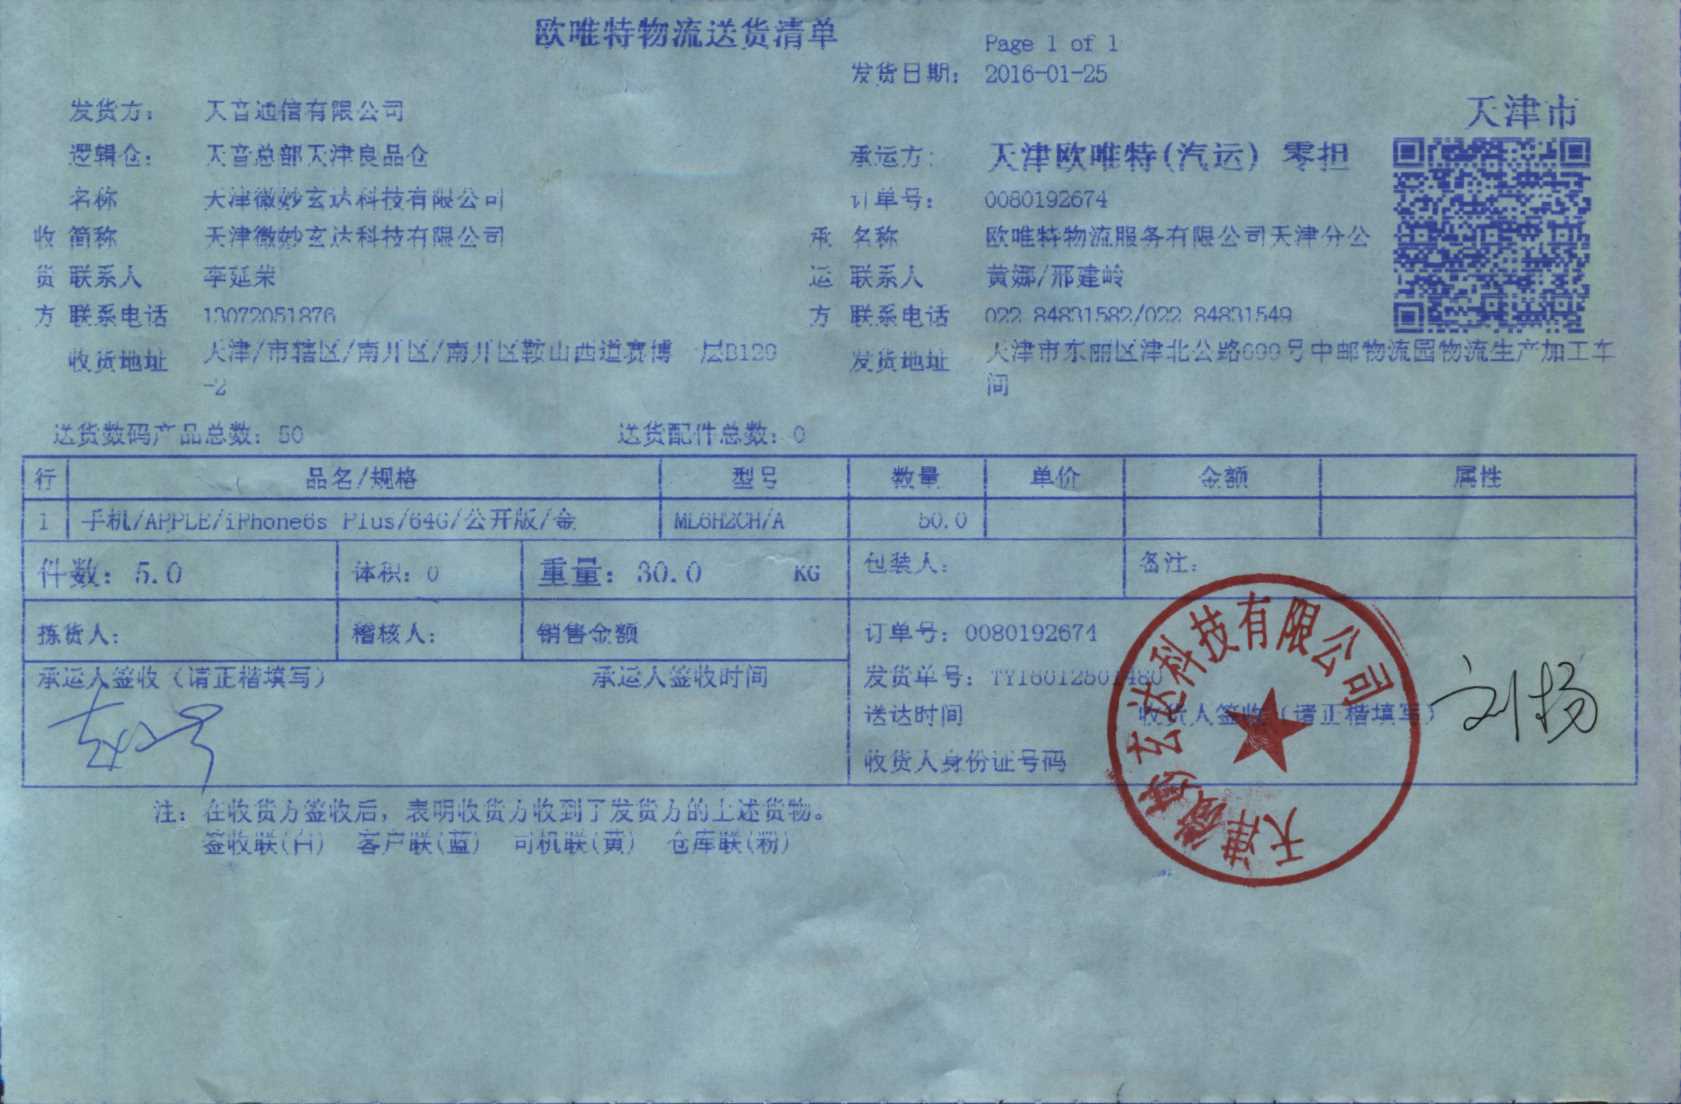 欧唯特物流送货清单
Page 1 of 1
发货日期： 2016-01-25
天津市
发货方： 天音通信有限公司
逻辑仓： 天音总部天津良品仓 承运方： 天津欧唯特(汽运) 零担
名称 天津微妙玄达科技有限公司 订单号： 0080192674
收 简称 天津微妙玄达科技有限公司 承 名称 欧唯特物流服务有限公司天津分公
货 联系人 李延荣 运 联系人 黄娜/邢建岭
方 联系电话 13072051876 方 联系电话 022 84831582/022 84831549
收货地址 天津/市辖区/南开区/南开区鞍山西道赛博 层B129 发货地址 天津市东丽区津北公路699号中邮物流园物流生产加工车
-2 间
送货数码产品总数： 50 送货配件总数： 0
行 品名/规格 型号 数量 单价 金额 属性
1 手机/APPLE/iPhone6s Plus/64G/公开版/金 ML6H2CH/A 50.0
件数： 5.0 体积： 0 重量： 30.0 KG 包装人： 备注：
拣货人： 稽核人： 销售金额 订单号： 0080192674
承运人签收（请正楷填写） 承运人签收时间 发货单号： TY16012501480
送达时间 收货人签收（请正楷填写） 刘扬
收货人身份证号码
天津微妙玄达科技有限公司
注： 在收货方签收后，表明收货方收到了发货方的上述货物。
签收联(白) 客户联(蓝) 司机联(黄) 仓库联(粉)